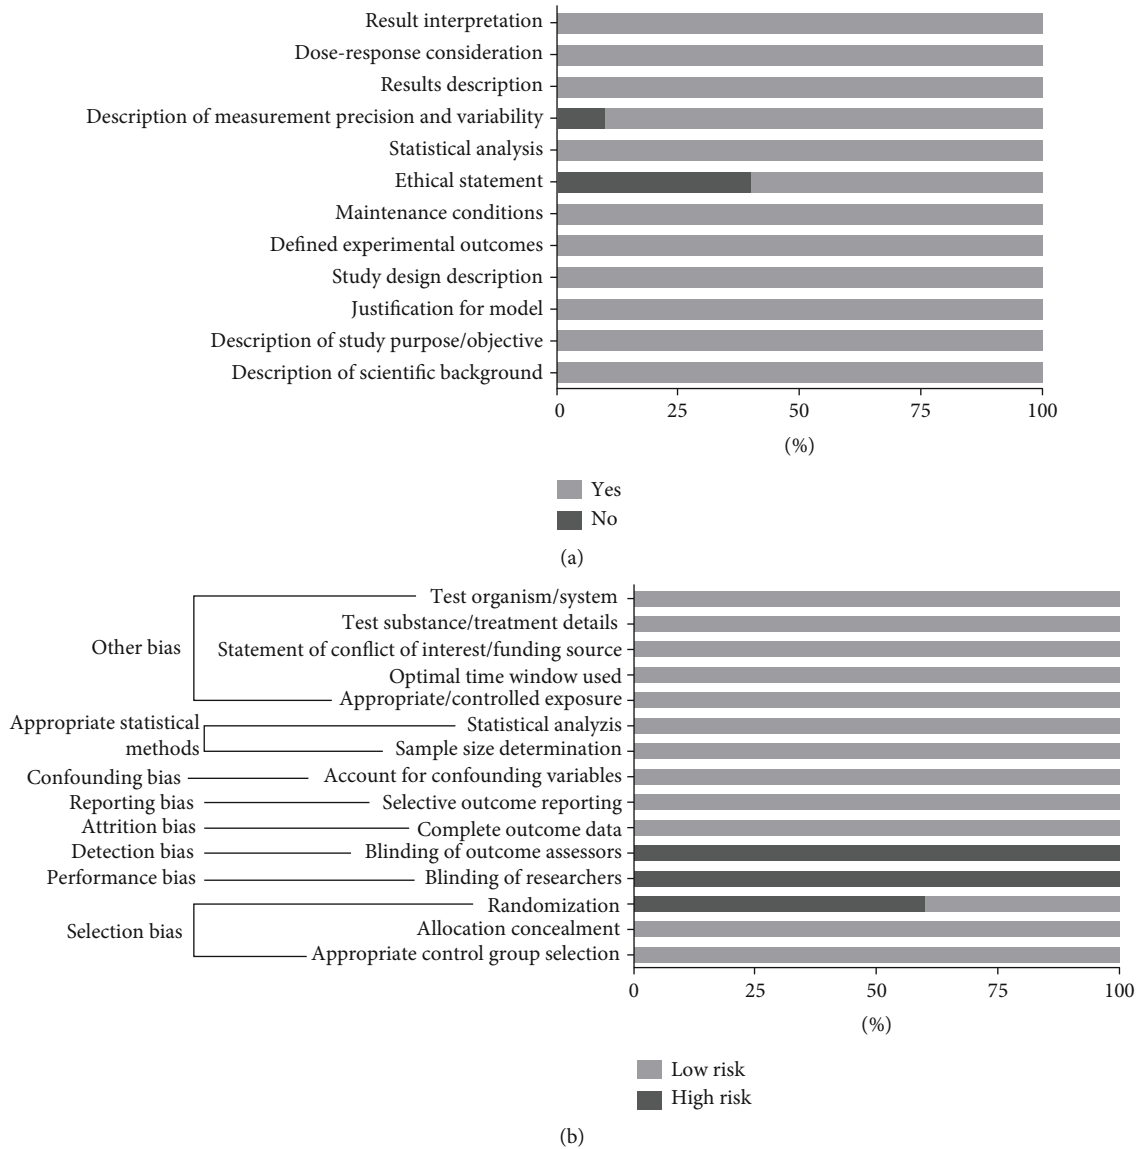 Result interpretation
Dose-response consideration
Results description
Description of measurement precision and variability
Statistical analysis
Ethical statement
Maintenance conditions
Defined experimental outcomes
Study design description
Justification for model
Description of study purpose/objective
Description of scientific background
0 25 50 75 100
(%)
Yes
No
(a)
Other bias
Test organism/system
Test substance/treatment details
Statement of conflict of interest/funding source
Optimal time window used
Appropriate/controlled exposure
Appropriate statistical
methods
Statistical analyzis
Sample size determination
Confounding bias
Account for confounding variables
Reporting bias
Selective outcome reporting
Attrition bias
Complete outcome data
Detection bias
Blinding of outcome assessors
Performance bias
Blinding of researchers
Selection bias
Randomization
Allocation concealment
Appropriate control group selection
0 25 50 75 100
(%)
Low risk
High risk
(b)